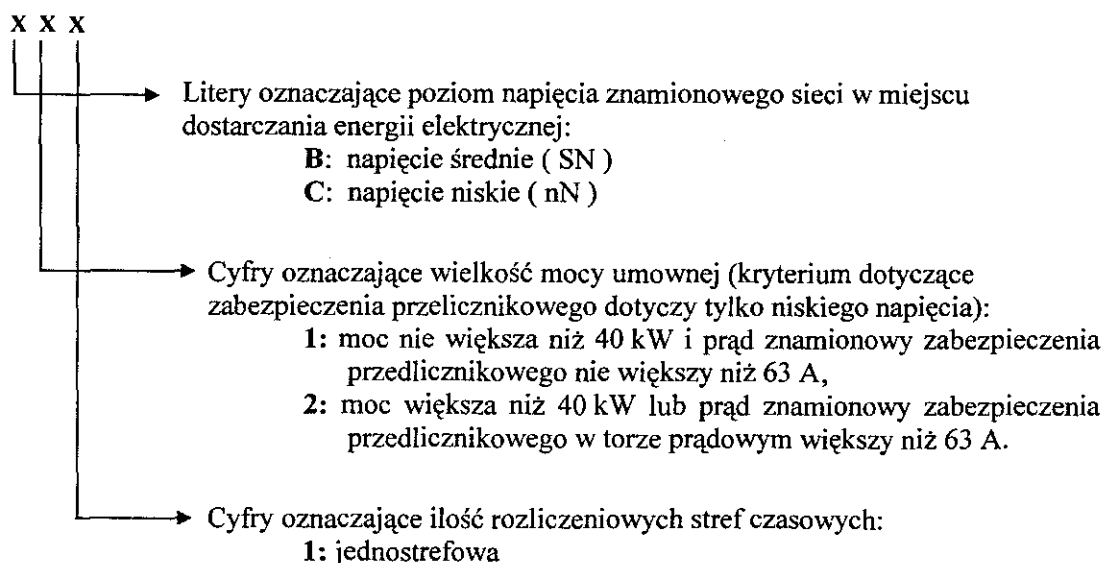 X X X
Litery oznaczające poziom napięcia znamionowego sieci w miejscu
dostarczania energii elektrycznej:
B: napięcie średnie ( SN )
C: napięcie niskie ( nN )
Cyfry oznaczające wielkość mocy umownej (kryterium dotyczące
zabezpieczenia przelicznikowego dotyczy tylko niskiego napięcia):
1: moc nie większa niż 40 kW i prąd znamionowy zabezpieczenia
przedlicznikowego nie większy niż 63 A,
2: moc większa niż 40 kW lub prąd znamionowy zabezpieczenia
przedlicznikowego w torze prądowym większy niż 63 A.
Cyfry oznaczające ilość rozliczeniowych stref czasowych:
1: jednostrefowa